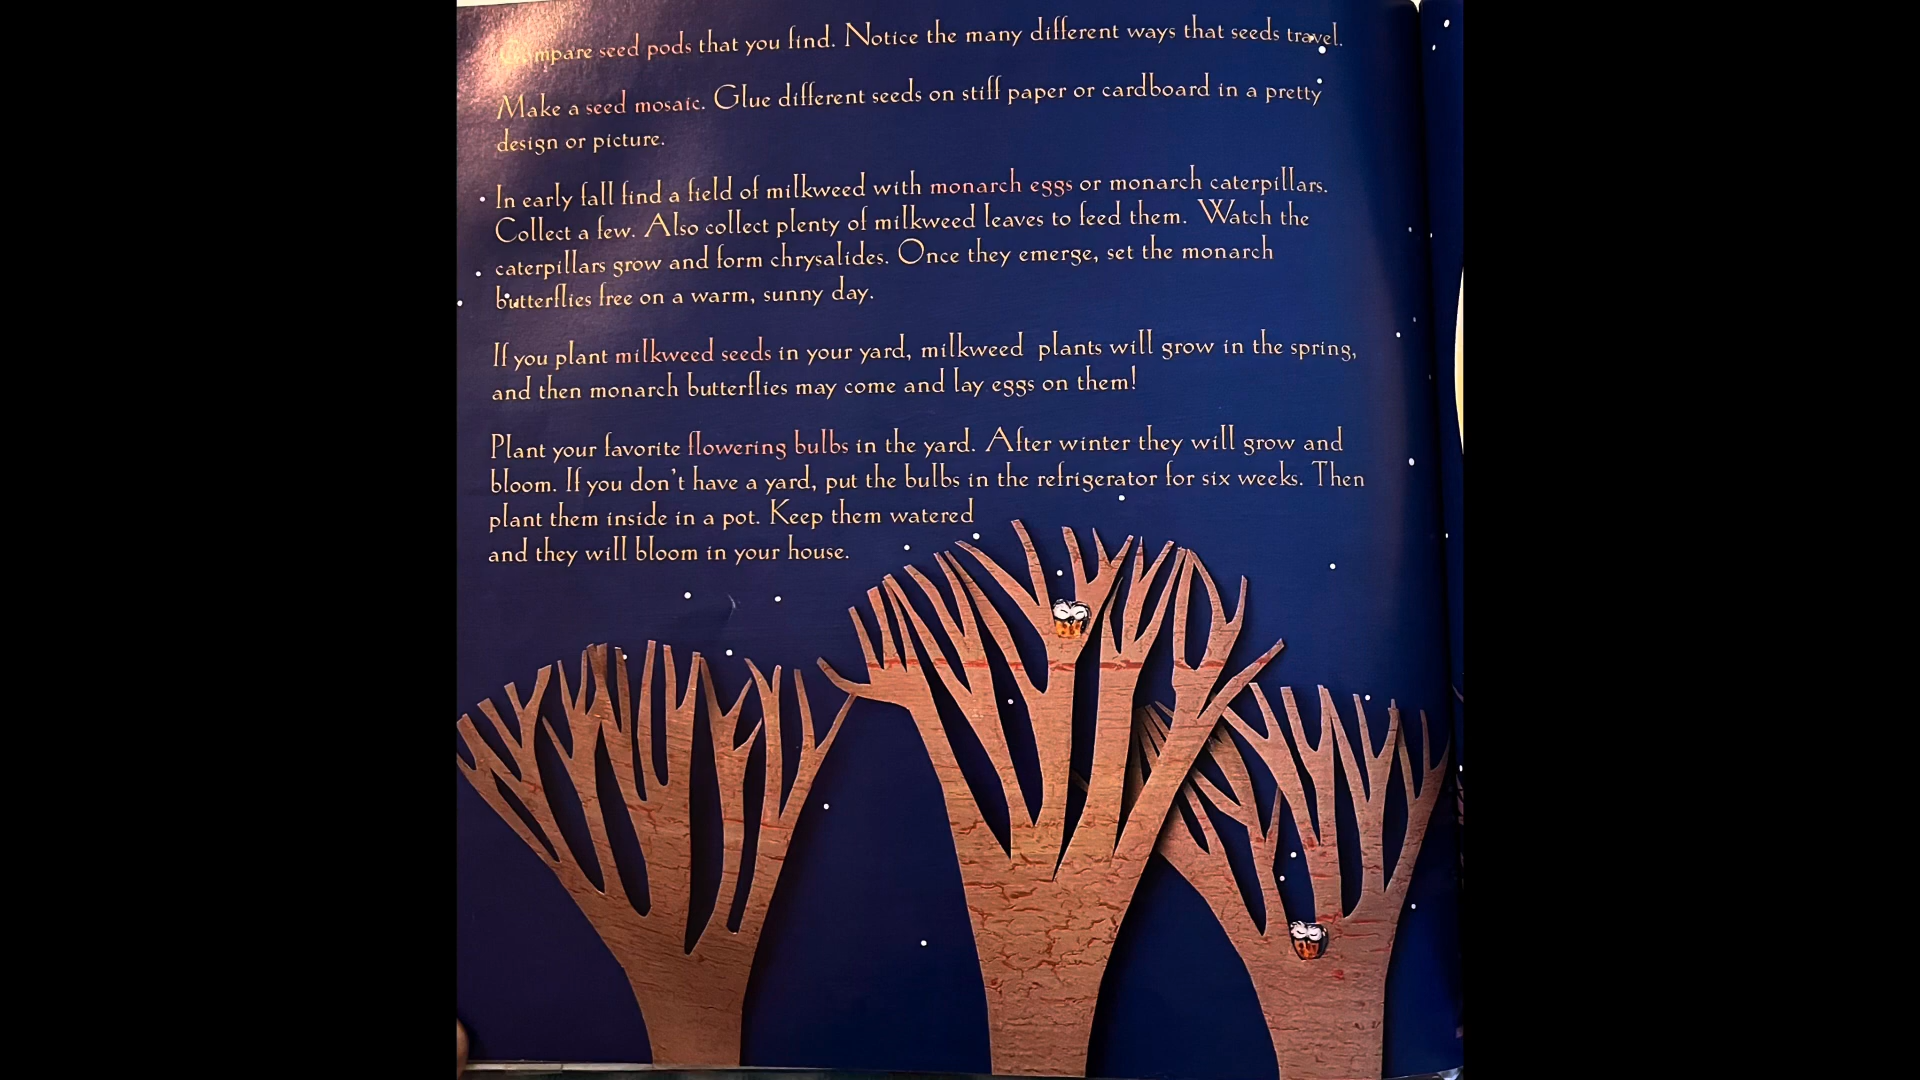 Compare seed pods that you find. Notice the many different ways that seeds travel.
Make a seed mosaic. Glue different seeds on stiff paper or cardboard in a pretty
design or picture.
In early fall find a field of milkweed with monarch eggs or monarch caterpillars.
Collect a few. Also collect plenty of milkweed leaves to feed them. Watch the
caterpillars grow and form chrysalides. Once they emerge, set the monarch
butterflies free on a warm, sunny day.
If you plant milkweed seeds in your yard, milkweed plants will grow in the spring,
and then monarch butterflies may come and lay eggs on them!
Plant your favorite flowering bulbs in the yard. After winter they will grow and
bloom. If you don't have a yard, put the bulbs in the refrigerator for six weeks. Then
plant them inside in a pot. Keep them watered
and they will bloom in your house.